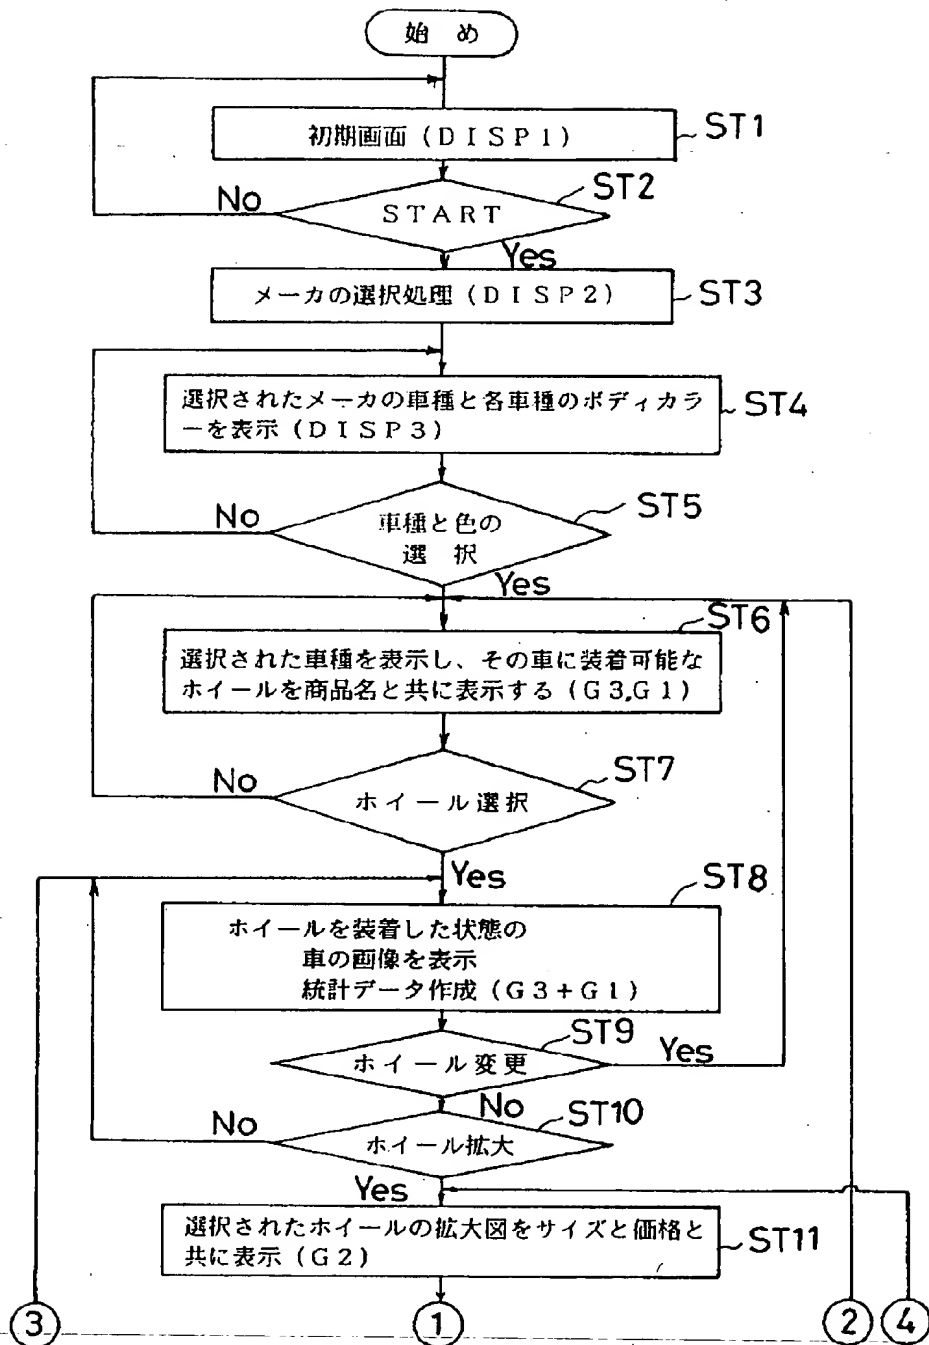 始 め
初期画面(DISP1)
ST1
START
ST2
No
Yes
メーカの選択処理(DISP2)
ST3
選択されたメーカの車種と各車種のボディカラ
ーを表示(DISP3)
ST4
車種と色の
選 択
ST5
No
Yes
ST6
選択された車種を表示し、その車に装着可能な
ホイールを商品名と共に表示する(G3,G1)
ST7
ホイール選択
No
Yes
ST8
ホイールを装着した状態の
車の画像を表示
統計データ作成(G3+G1)
ST9
ホイール変更
Yes
No
ST10
ホイール拡大
No
Yes
選択されたホイールの拡大図をサイズと価格と
共に表示(G2)
ST11
3
1
2
4